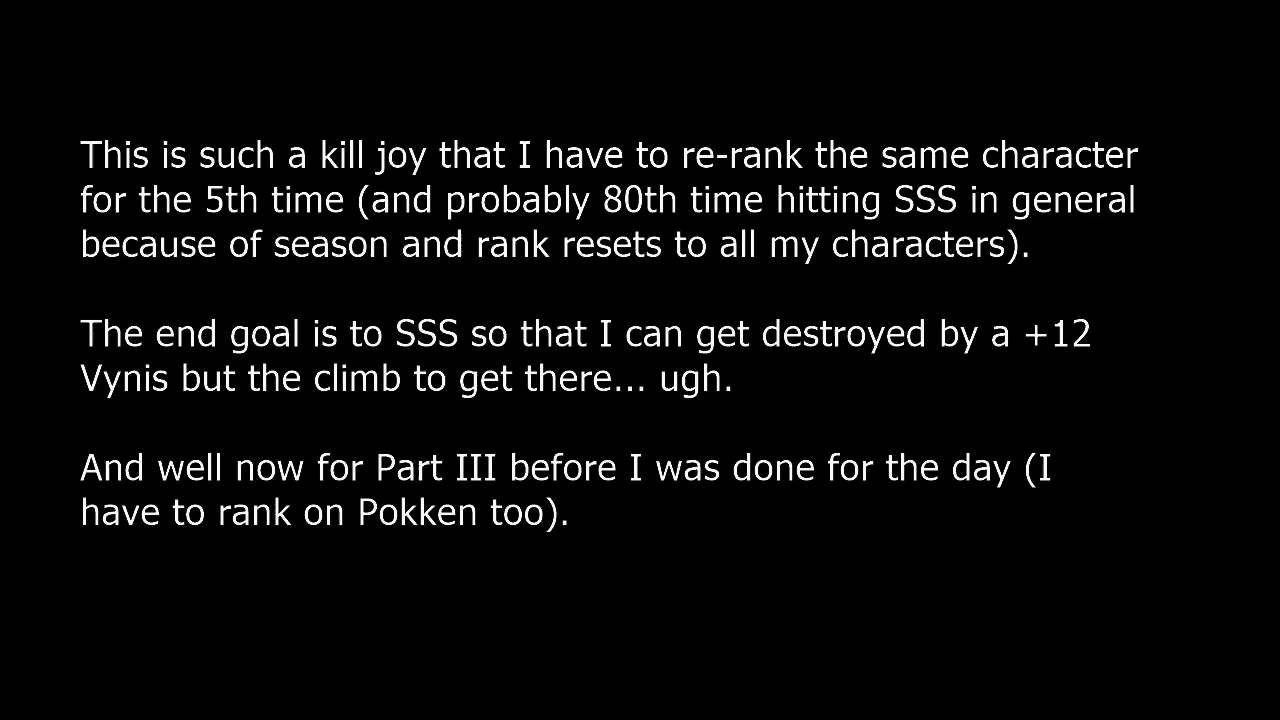 This is such a kill joy that I have to re-rank the same character
for the 5th time (and probably 80th time hitting SSS in general
because of season and rank resets to all my characters).
The end goal is to SSS so that I can get destroyed by a +12
Vynis but the climb to get there... ugh.
And well now for Part III before I was done for the day (I
have to rank on Pokken too).